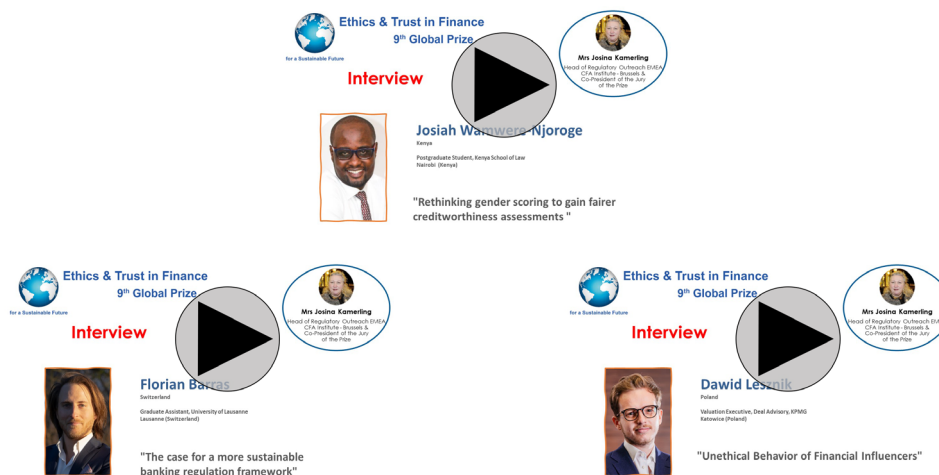 Ethics & Trust in Finance
9th Global Prize
for a Sustainable Future
Interview
Mrs Josina Kamerling
Head of Regulatory Outreach EMEA
CFA Institute - Brussels &
Co-President of the Jury
of the Prize
Josiah Wamwere-Njoroge
Kenya
Postgraduate Student, Kenya School of Law
Nairobi (Kenya)
"Rethinking gender scoring to gain fairer
creditworthiness assessments "
Ethics & Trust in Finance
9th Global Prize
for a Sustainable Future
Interview
Mrs Josina Kamerling
Head of Regulatory Outreach EMEA
CFA Institute - Brussels &
Co-President of the Jury
of the Prize
Florian Barras
Switzerland
Graduate Assistant, University of Lausanne
Lausanne (Switzerland)
"The case for a more sustainable
banking regulation framework"
Ethics & Trust in Finance
9th Global Prize
for a Sustainable Future
Interview
Mrs Josina Kamerling
Head of Regulatory Outreach EM
CFA Institute - Brussels &
Co-President of the Jury
of the Prize
Dawid Lesznik
Poland
Valuation Executive, Deal Advisory, KPMG
Katowice (Poland)
"Unethical Behavior of Financial Influencers"